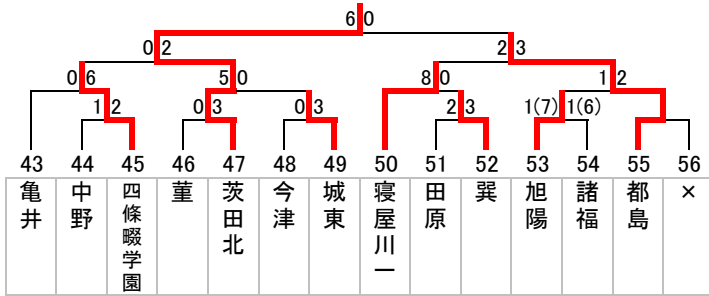 6 0
0 2 2 3
0 6 5 0 8 0 1 2
1 2 0 3 0 3 2 3 1(7) 1(6)
43 44 45 46 47 48 49 50 51 52 53 54 55 56
亀井
中野
四條畷学園
菫
茨田北
今津
城東
寝屋川一
田原
巽
旭陽
諸福
都島
×